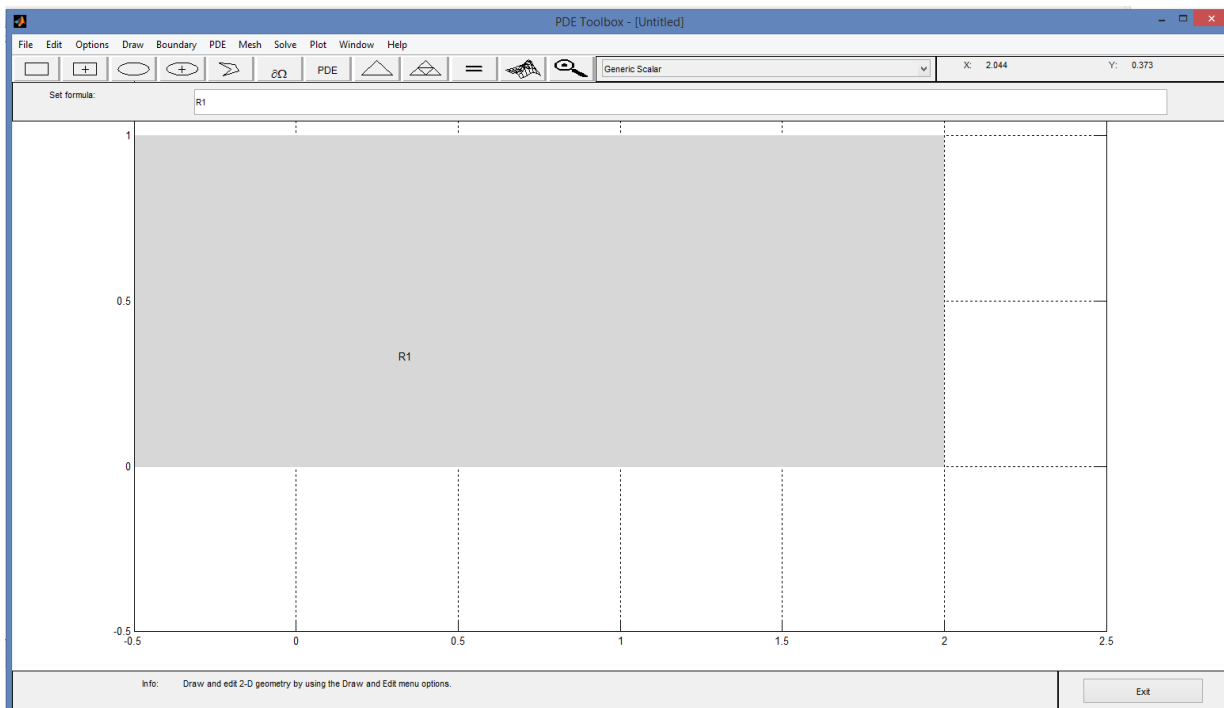 PDE Toolbox - [Untitled]
File Edit Options Draw Boundary PDE Mesh Solve Plot Window Help
∂Ω PDE Generic Scalar X: 2.044 Y: 0.373
Set formula: R1
1
0.5
R1
0
-0.5
-0.5 0 0.5 1 1.5 2 2.5
Info: Draw and edit 2-D geometry by using the Draw and Edit menu options. Exit